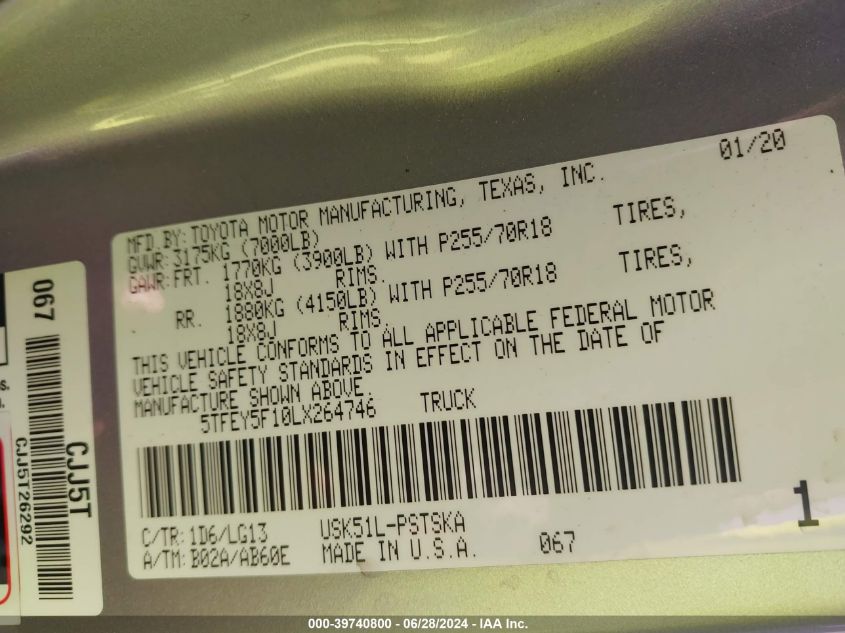 01/20
MFD.BY: TOYOTA MOTOR MANUFACTURING, TEXAS, INC.
GVWR: 3175KG (7000LB)
GAWR: FRT. 1770KG (3900LB) WITH P255/70R18 TIRES,
18X8J RIMS,
RR. 1880KG (4150LB) WITH P255/70R18 TIRES,
18X8J RIMS,
THIS VEHICLE CONFORMS TO ALL APPLICABLE FEDERAL MOTOR
VEHICLE SAFETY STANDARDS IN EFFECT ON THE DATE OF
MANUFACTURE SHOWN ABOVE.
5TFEY5F10LX264746 TRUCK
C/TR: 1D6/LG13 USK51L-PSTSKA
A/TM: B02A/AB60E MADE IN U.S.A. 067
1
067
CJJ5T
CJJ5T26292
000-39740800 - 06/28/2024 - IAA Inc.